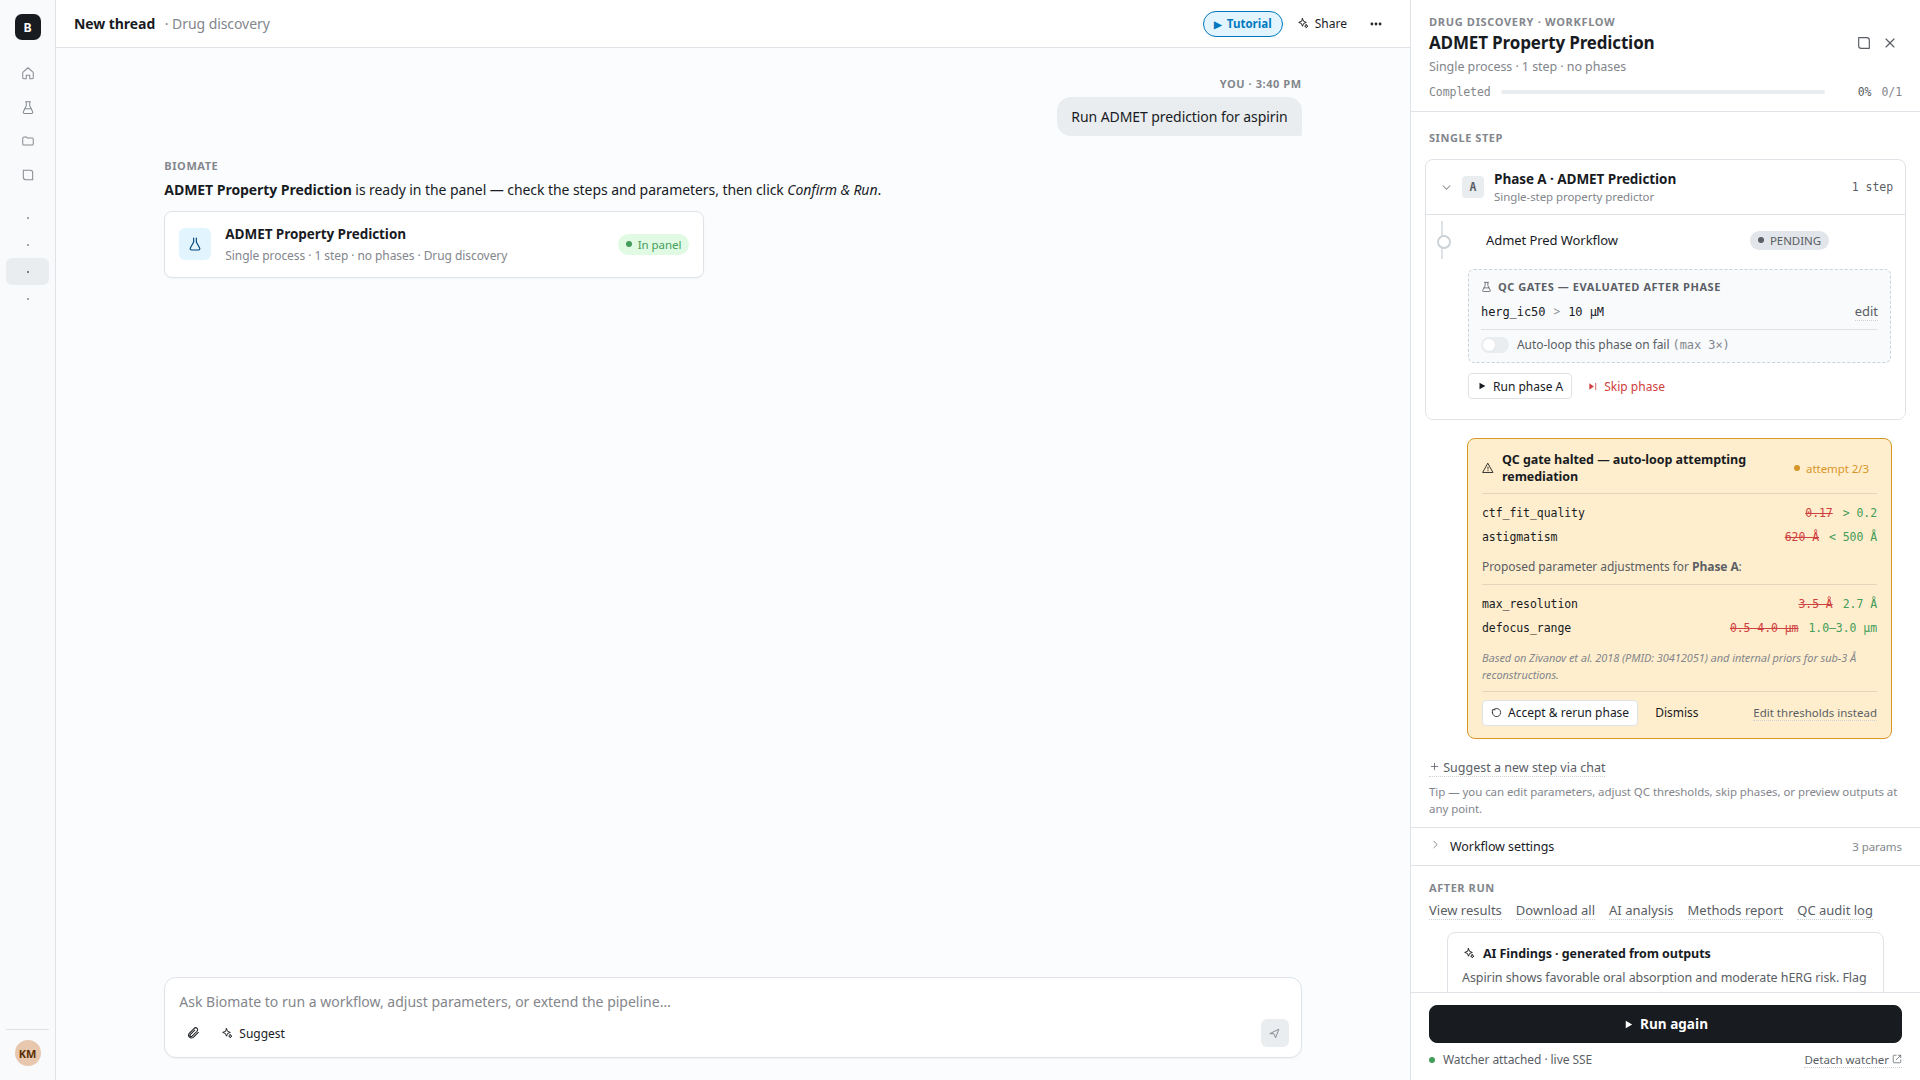 B
New thread · Drug discovery
▶ Tutorial
Share
YOU · 3:40 PM
Run ADMET prediction for aspirin
BIOMATE
ADMET Property Prediction is ready in the panel — check the steps and parameters, then click Confirm & Run.
ADMET Property Prediction
Single process · 1 step · no phases · Drug discovery
In panel
Ask Biomate to run a workflow, adjust parameters, or extend the pipeline...
Suggest
KM
DRUG DISCOVERY · WORKFLOW
ADMET Property Prediction
Single process · 1 step · no phases
Completed 0% 0/1
SINGLE STEP
A Phase A · ADMET Prediction
Single-step property predictor
1 step
Admet Pred Workflow PENDING
QC GATES — EVALUATED AFTER PHASE
herg_ic50 > 10 µM edit
Auto-loop this phase on fail (max 3×)
Run phase A Skip phase
QC gate halted — auto-loop attempting
remediation
attempt 2/3
ctf_fit_quality 0.17 > 0.2
astigmatism 620 Å < 500 Å
Proposed parameter adjustments for Phase A:
max_resolution 3.5 Å 2.7 Å
defocus_range 0.5–4.0 µm 1.0–3.0 µm
Based on Zivanov et al. 2018 (PMID: 30412051) and internal priors for sub-3 Å
reconstructions.
Accept & rerun phase Dismiss Edit thresholds instead
+ Suggest a new step via chat
Tip — you can edit parameters, adjust QC thresholds, skip phases, or preview outputs at
any point.
Workflow settings 3 params
AFTER RUN
View results Download all AI analysis Methods report QC audit log
AI Findings · generated from outputs
Aspirin shows favorable oral absorption and moderate hERG risk. Flag
Run again
Watcher attached · live SSE Detach watcher